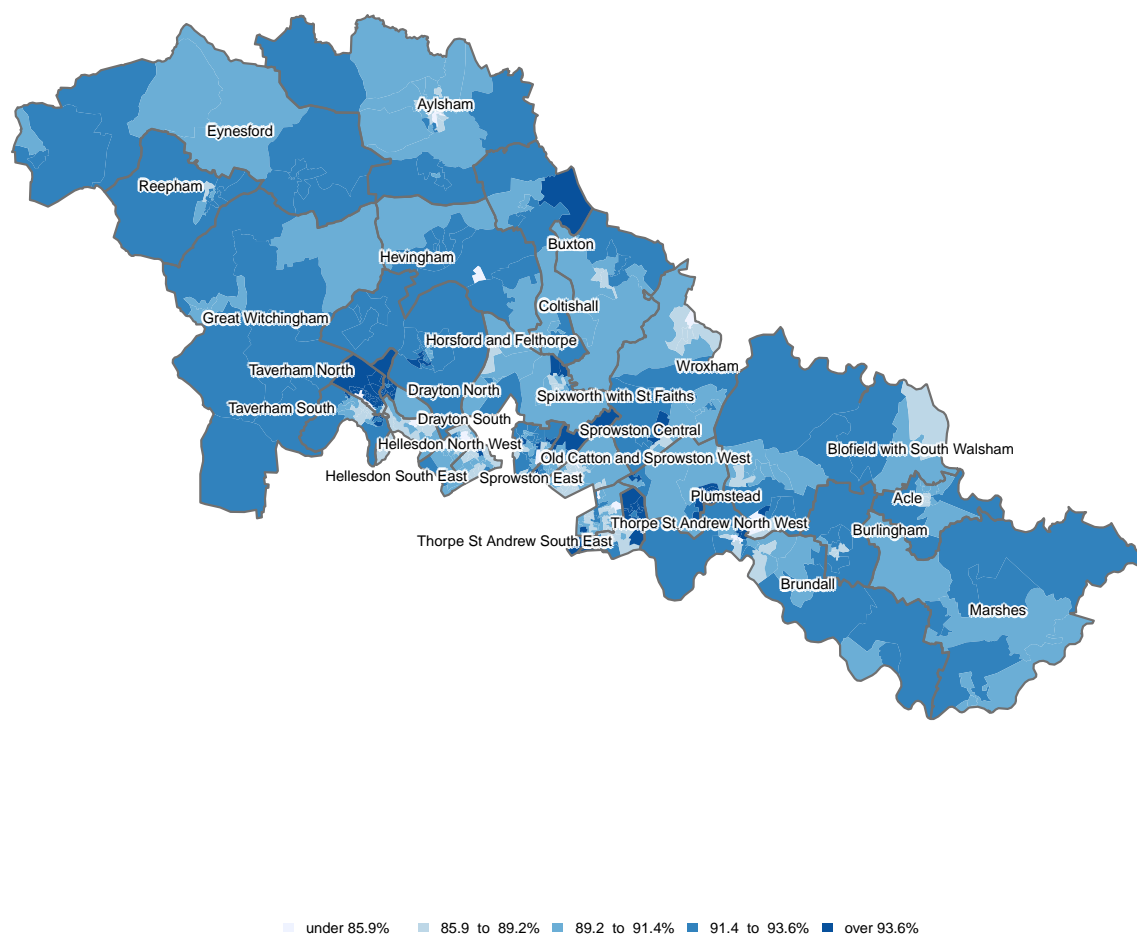 Aylsham
Eynesford
Reepham
Buxton
Hevingham
Coltishall
Great Witchingham
Horsford and Felthorpe
Wroxham
Taverham North
Drayton North
Spixworth with St Faiths
Taverham South
Drayton South
Sprowston Central
Hellesdon North West
Blofield with South Walsham
Old Catton and Sprowston West
Hellesdon South East
Sprowston East
Plumstead
Acle
Thorpe St Andrew North West
Burlingham
Thorpe St Andrew South East
Brundall
Marshes
under 85.9% 85.9 to 89.2% 89.2 to 91.4% 91.4 to 93.6% over 93.6%